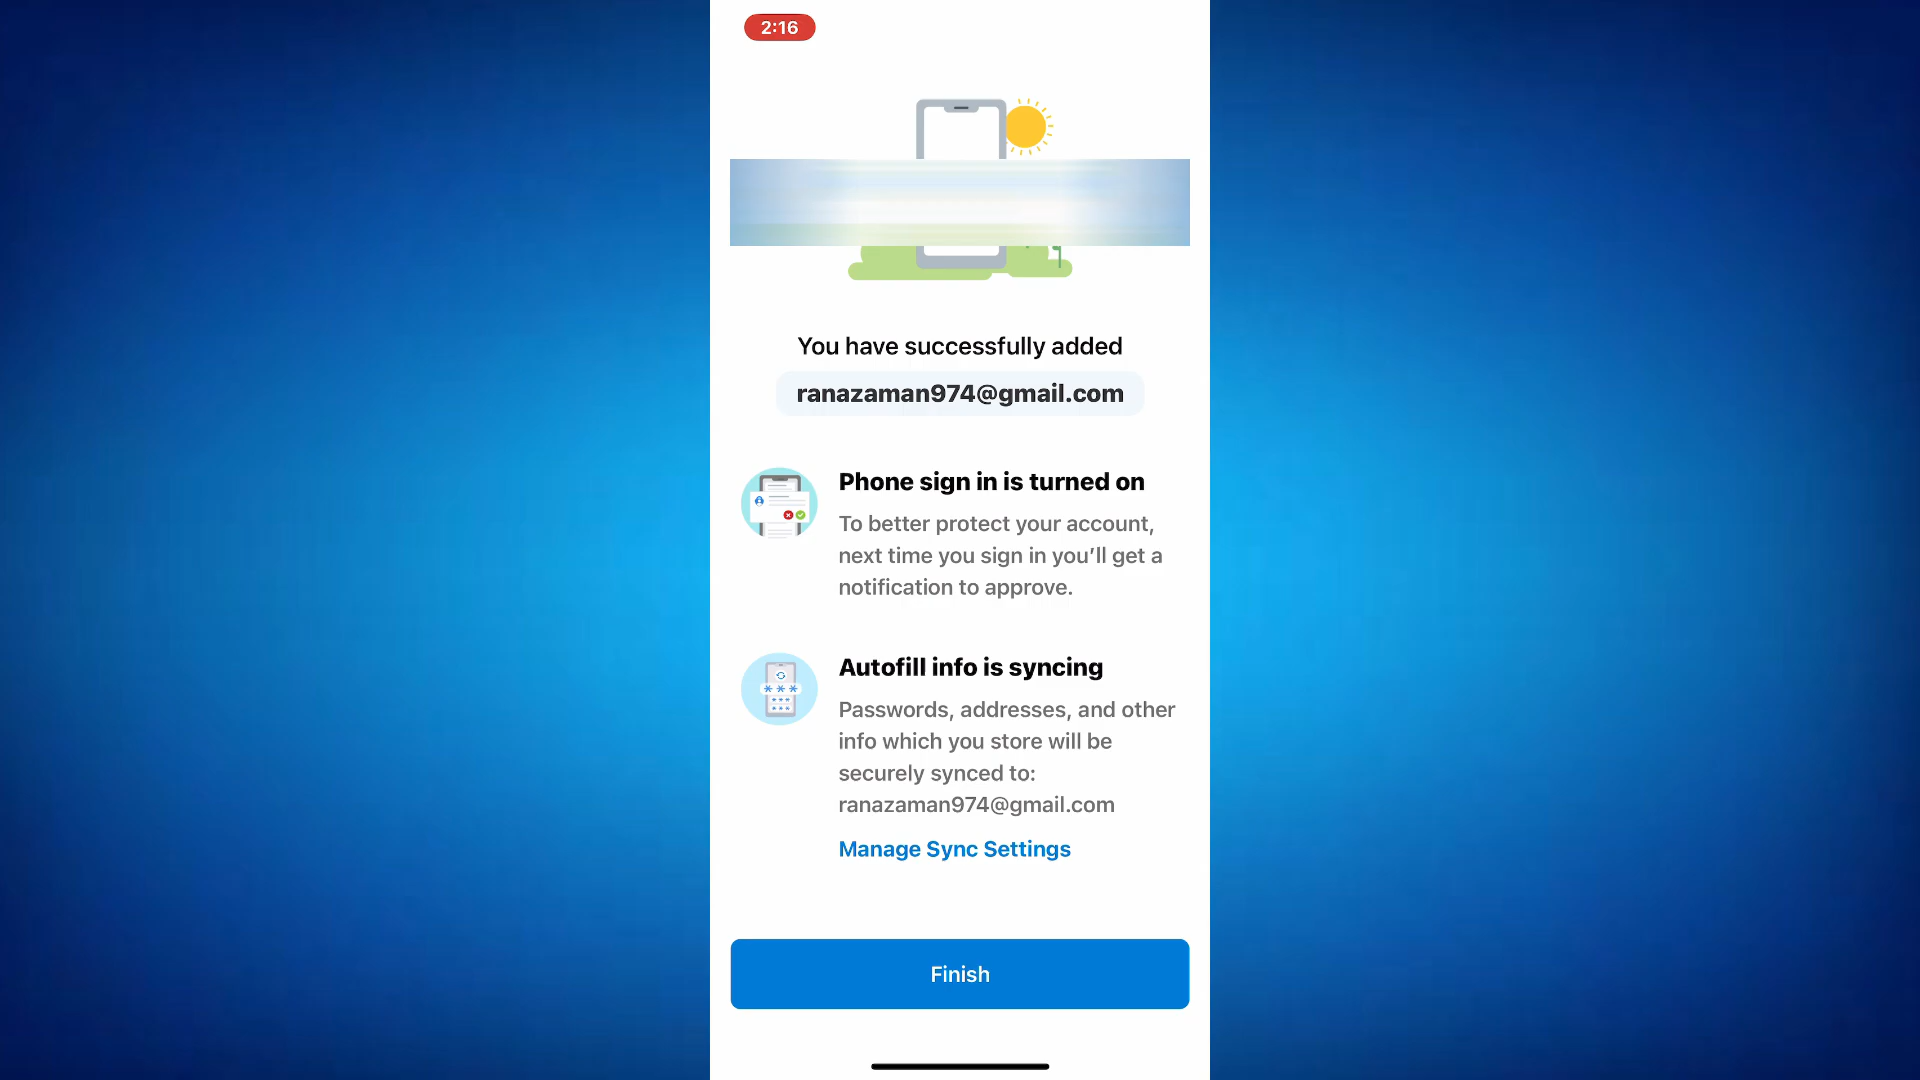 2:16
You have successfully added
ranazaman974@gmail.com
Phone sign in is turned on
To better protect your account,
next time you sign in you’ll get a
notification to approve.
Autofill info is syncing
Passwords, addresses, and other
info which you store will be
securely synced to:
ranazaman974@gmail.com
Manage Sync Settings
Finish